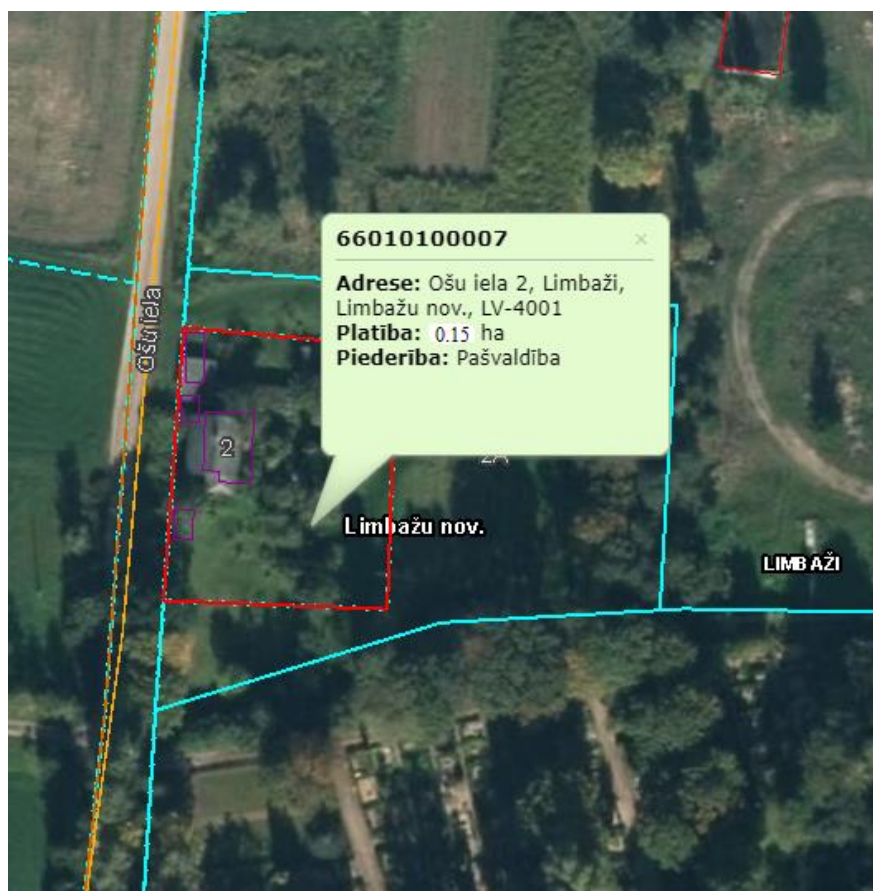 66010100007 ×
Adrese: Ošu iela 2, Limbaži,
Limbažu nov., LV-4001
Platība: 0.15 ha
Piederība: Pašvaldība
Ošu iela
2
2A
Limbažu nov.
LIMBAŽI